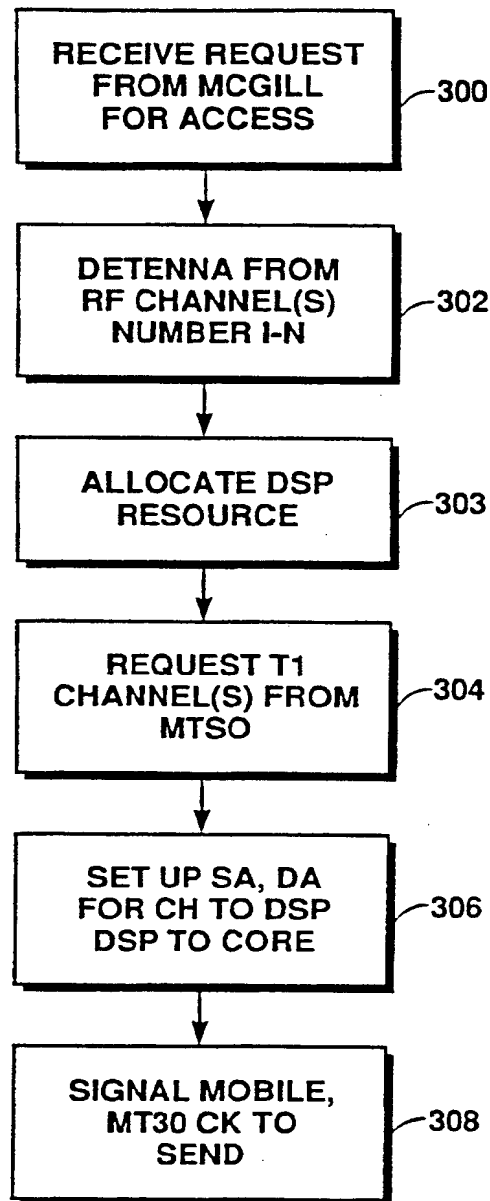 RECEIVE REQUEST
FROM MCGILL
FOR ACCESS
300
DETENNA FROM
RF CHANNEL(S)
NUMBER I-N
302
ALLOCATE DSP
RESOURCE
303
REQUEST T1
CHANNEL(S) FROM
MTSO
304
SET UP SA, DA
FOR CH TO DSP
DSP TO CORE
306
SIGNAL MOBILE,
MT30 CK TO
SEND
308